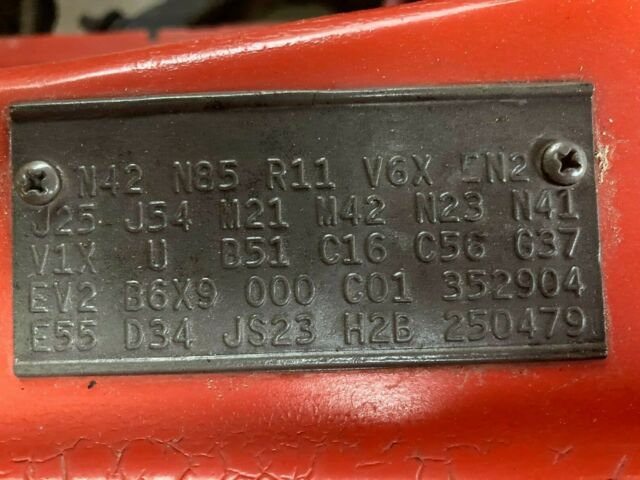 N42 N85 R11 V6X EN2
J25 J54 M21 M42 N23 N41
V1X U B51 C16 C56 G37
EV2 B6X9 000 C01 352904
E55 D34 JS23 H2B 250479